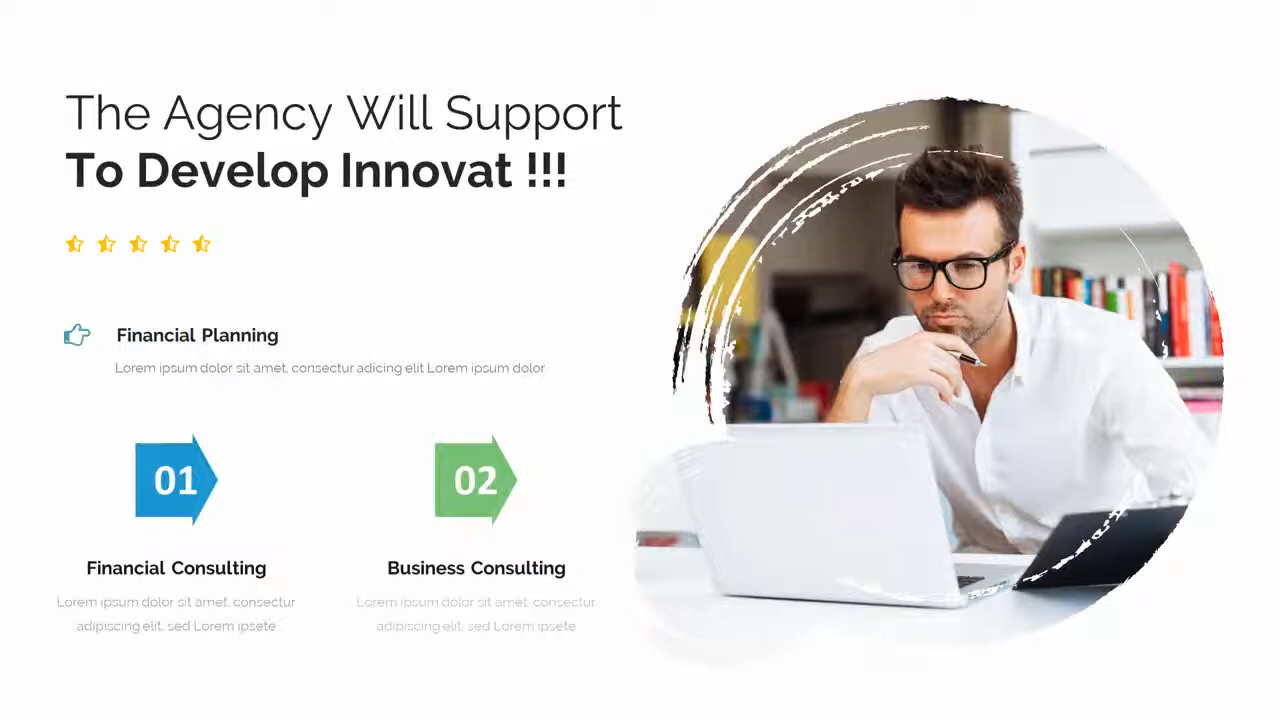 The Agency Will Support
To Develop Innovat !!!
Financial Planning
Lorem ipsum dolor sit amet, consectur adicing elit Lorem ipsum dolor
01
02
Financial Consulting
Business Consulting
Lorem ipsum dolor sit amet, consectur
adipiscing elit, sed Lorem ipsete
Lorem ipsum dolor sit amet, consectur
adipiscing elit, sed Lorem ipsete